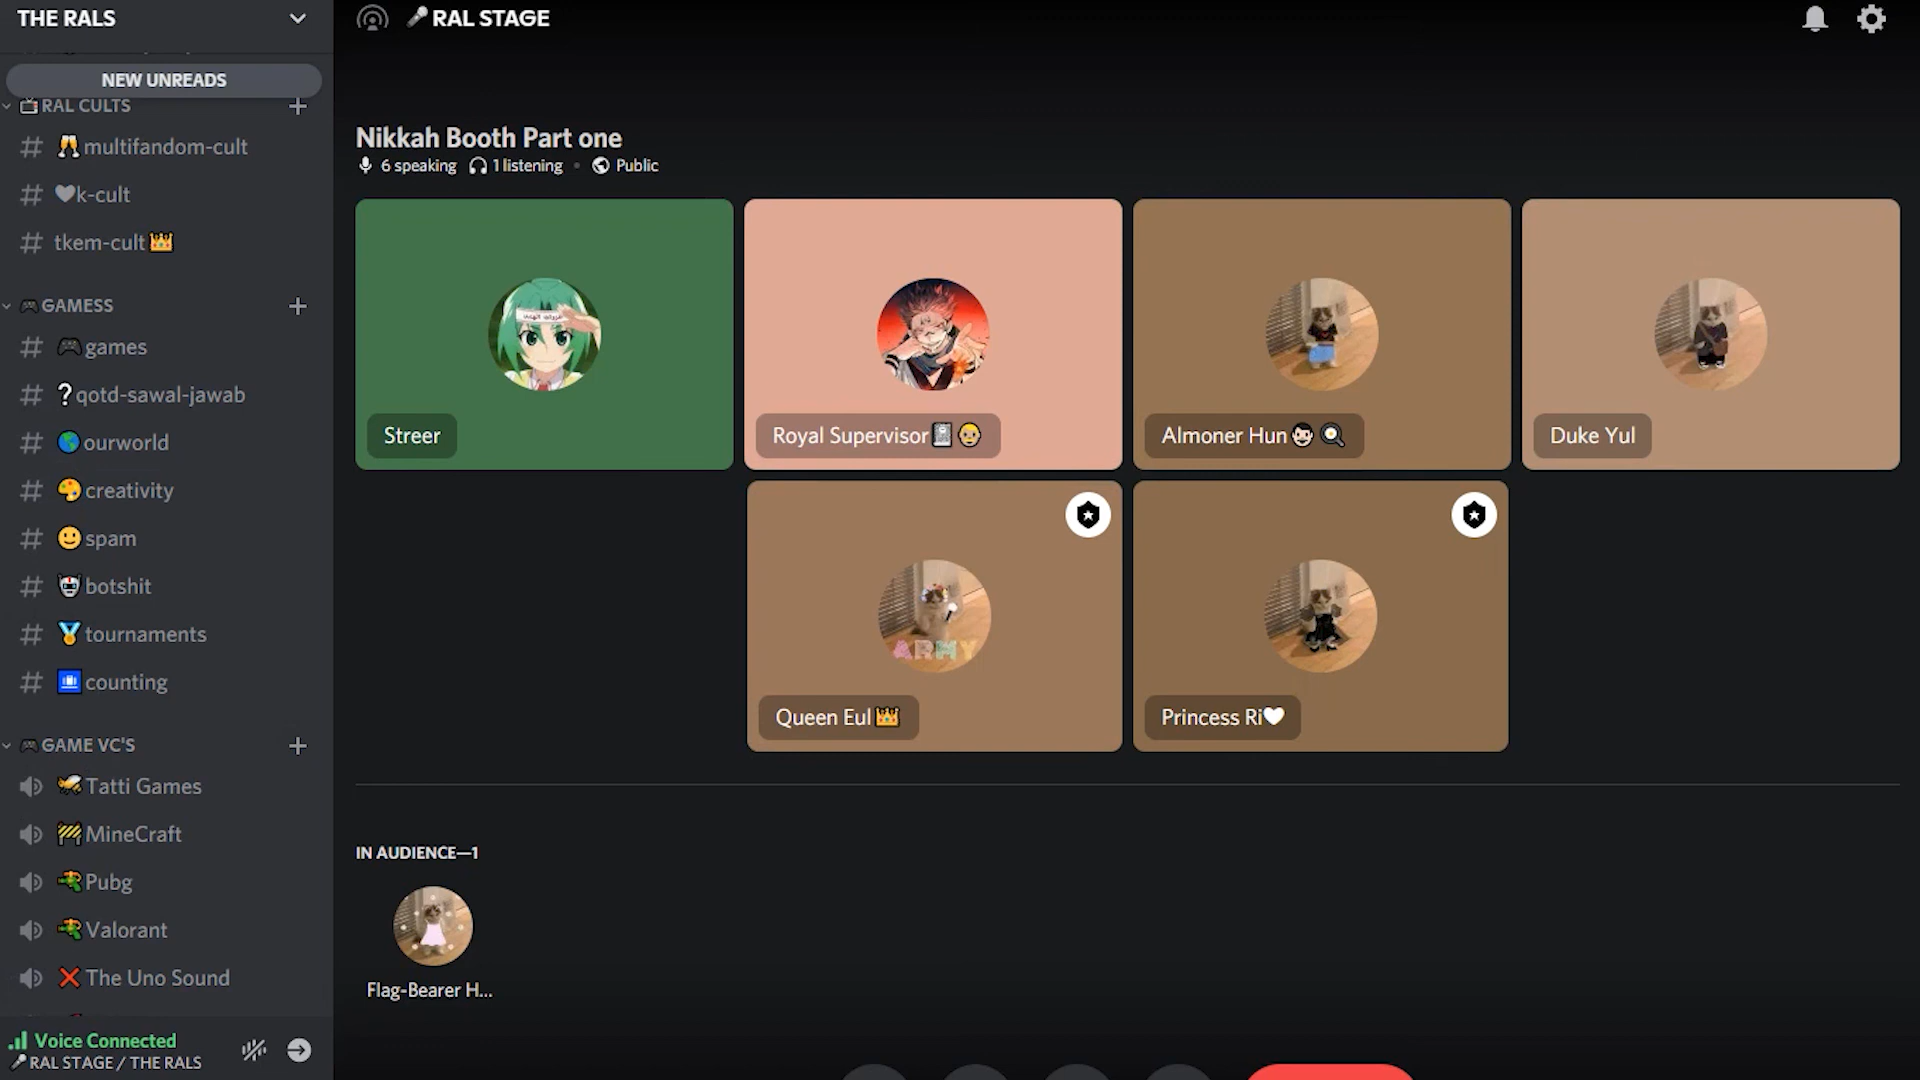 THE RALS
NEW UNREADS
RAL CULTS
multifandom-cult
k-cult
tkem-cult
GAMESS
games
qotd-sawal-jawab
ourworld
creativity
spam
botshit
tournaments
counting
GAME VC'S
Tatti Games
MineCraft
Pubg
Valorant
The Uno Sound
Voice Connected
RAL STAGE / THE RALS
RAL STAGE
Nikkah Booth Part one
6 speaking 1 listening • Public
Streer
Royal Supervisor
Almoner Hun
Duke Yul
ARMY
Queen Eul
Princess Ri
IN AUDIENCE—1
Flag-Bearer H...